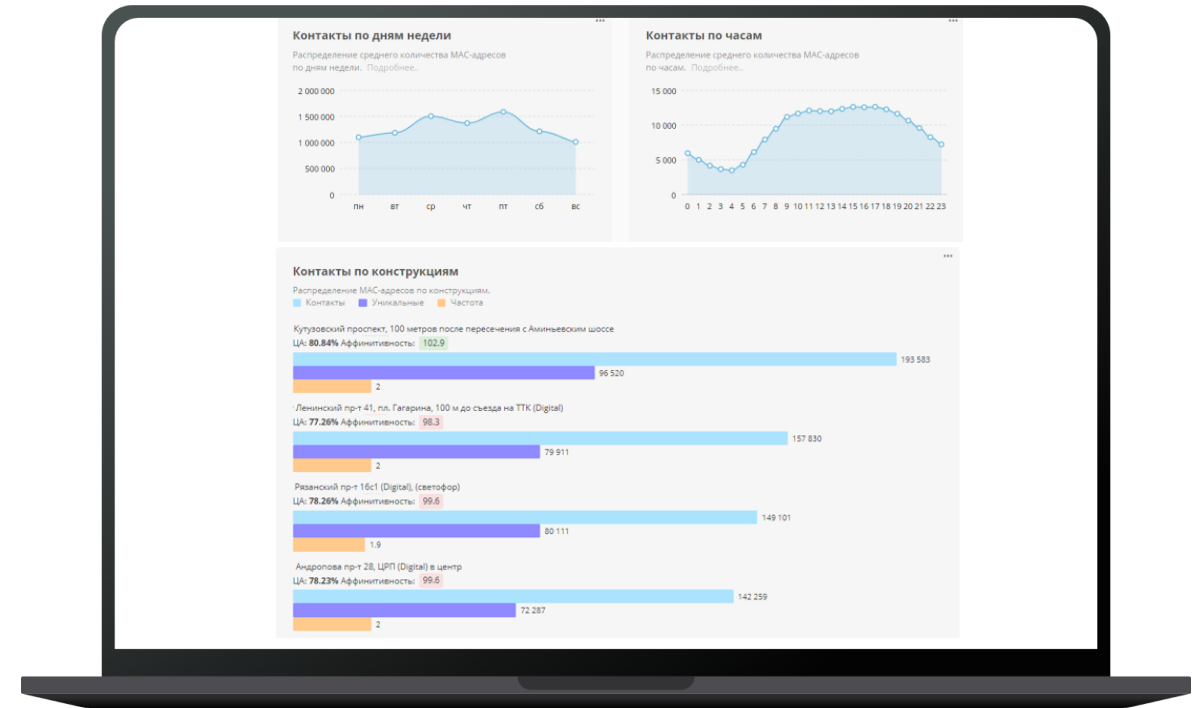 Контакты по дням недели
Распределение среднего количества MAC-адресов
по дням недели. Подробнее..
2 000 000
1 500 000
1 000 000
500 000
0
пн вт ср чт пт сб вс
Контакты по часам
Распределение среднего количества MAC-адресов
по часам. Подробнее..
15 000
10 000
5 000
0
0 1 2 3 4 5 6 7 8 9 10 11 12 13 14 15 16 17 18 19 20 21 22 23
Контакты по конструкциям
Распределение MAC-адресов по конструкциям.
Контакты Уникальные Частота
Кутузовский проспект, 100 метров после пересечения с Аминьевским шоссе
ЦА: 80.84% Аффинитивность: 102.9
193 583
96 520
2
Ленинский пр-т 41, пл. Гагарина, 100 м до съезда на ТТК (Digital)
ЦА: 77.26% Аффинитивность: 98.3
157 830
79 911
2
Рязанский пр-т 16с1 (Digital), (светофор)
ЦА: 78.26% Аффинитивность: 99.6
149 101
80 111
1.9
Андропова пр-т 28, ЦРП (Digital) в центр
ЦА: 78.23% Аффинитивность: 99.6
142 259
72 287
2